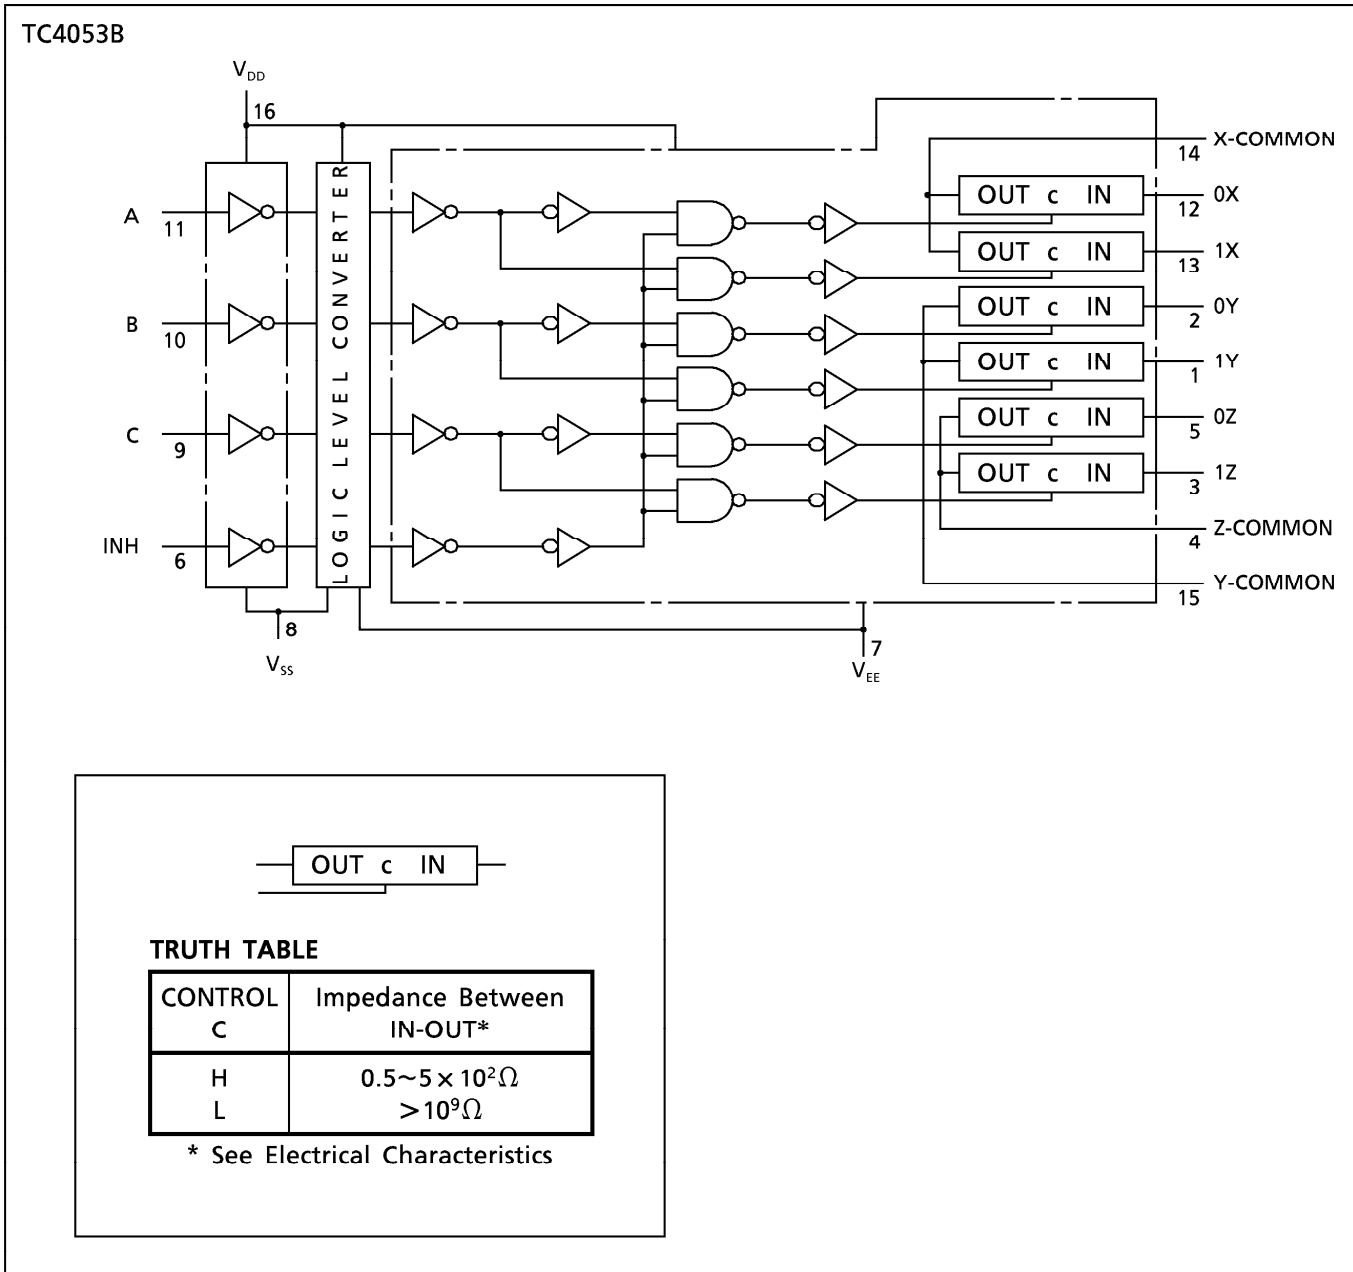 TC4053B
V_DD
16
X-COMMON
14
OUT c IN
0X
12
A
11
OUT c IN
1X
13
LOGIC LEVEL CONVERTER
OUT c IN
0Y
2
B
10
OUT c IN
1Y
1
OUT c IN
0Z
5
C
9
OUT c IN
1Z
3
Z-COMMON
4
INH
6
Y-COMMON
15
8
V_SS
7
V_EE
OUT c IN
TRUTH TABLE
CONTROL Impedance Between
C IN-OUT*
H 0.5~5×10²Ω
L >10⁹Ω
* See Electrical Characteristics